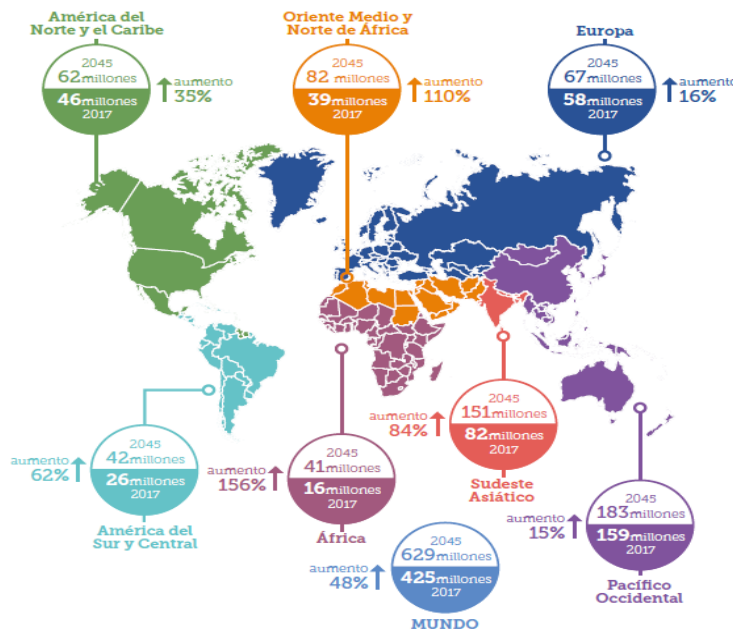 América del
Norte y el Caribe
2045
62millones
46millones
2017
aumento
35%
Oriente Medio y
Norte de África
2045
82 millones
39millones
2017
aumento
110%
Europa
2045
67millones
58millones
2017
aumento
16%
2045
42millones
26millones
2017
aumento
62%
América del
Sur y Central
2045
41millones
16millones
2017
aumento
156%
África
2045
151millones
82millones
2017
aumento
84%
Sudeste
Asiático
2045
183millones
159millones
2017
aumento
15%
Pacífico
Occidental
2045
629millones
425millones
2017
aumento
48%
MUNDO